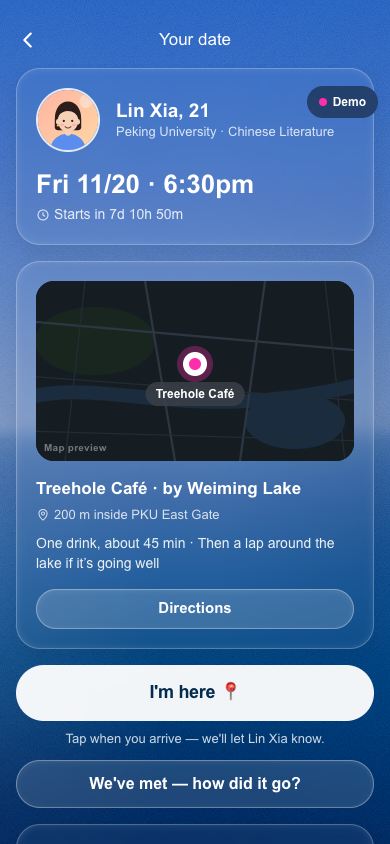 Your date
Demo
Lin Xia, 21
Peking University · Chinese Literature
Fri 11/20 · 6:30pm
Starts in 7d 10h 50m
Treehole Café
Map preview
Treehole Café · by Weiming Lake
200 m inside PKU East Gate
One drink, about 45 min · Then a lap around the
lake if it's going well
Directions
I'm here 📍
Tap when you arrive — we'll let Lin Xia know.
We've met — how did it go?